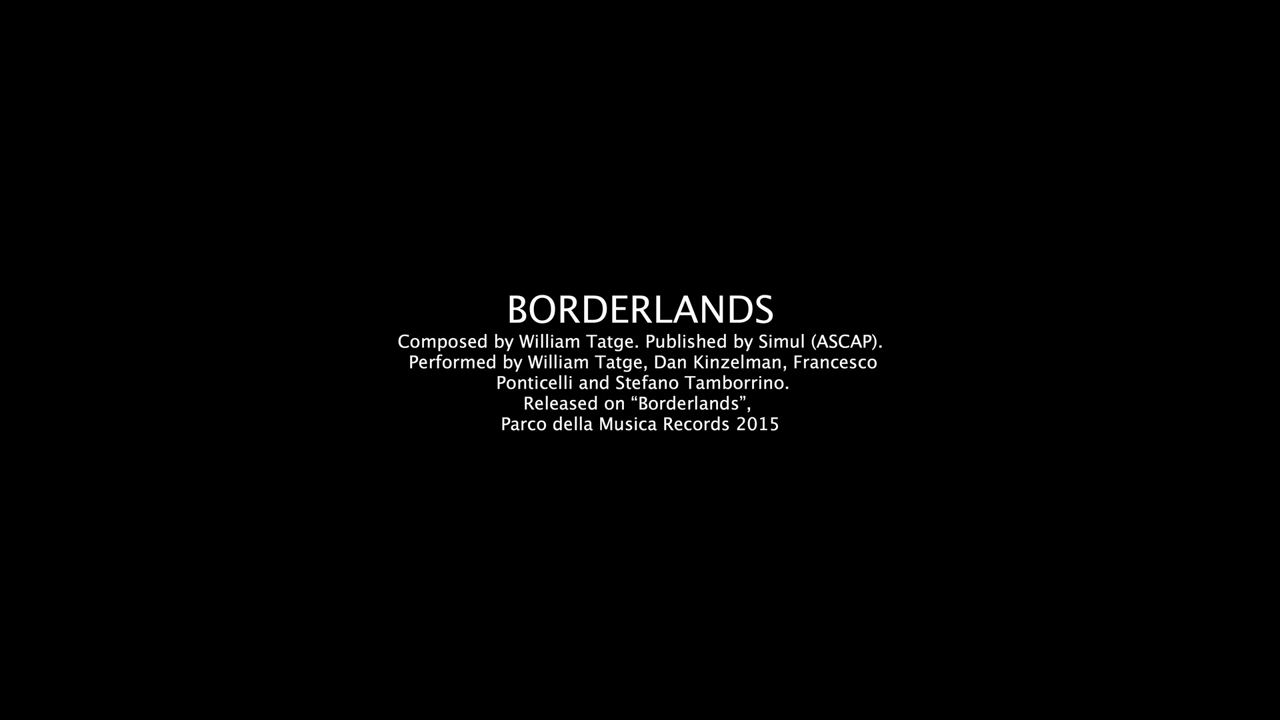 BORDERLANDS
Composed by William Tatge. Published by Simul (ASCAP).
Performed by William Tatge, Dan Kinzelman, Francesco
Ponticelli and Stefano Tamborrino.
Released on “Borderlands”,
Parco della Musica Records 2015